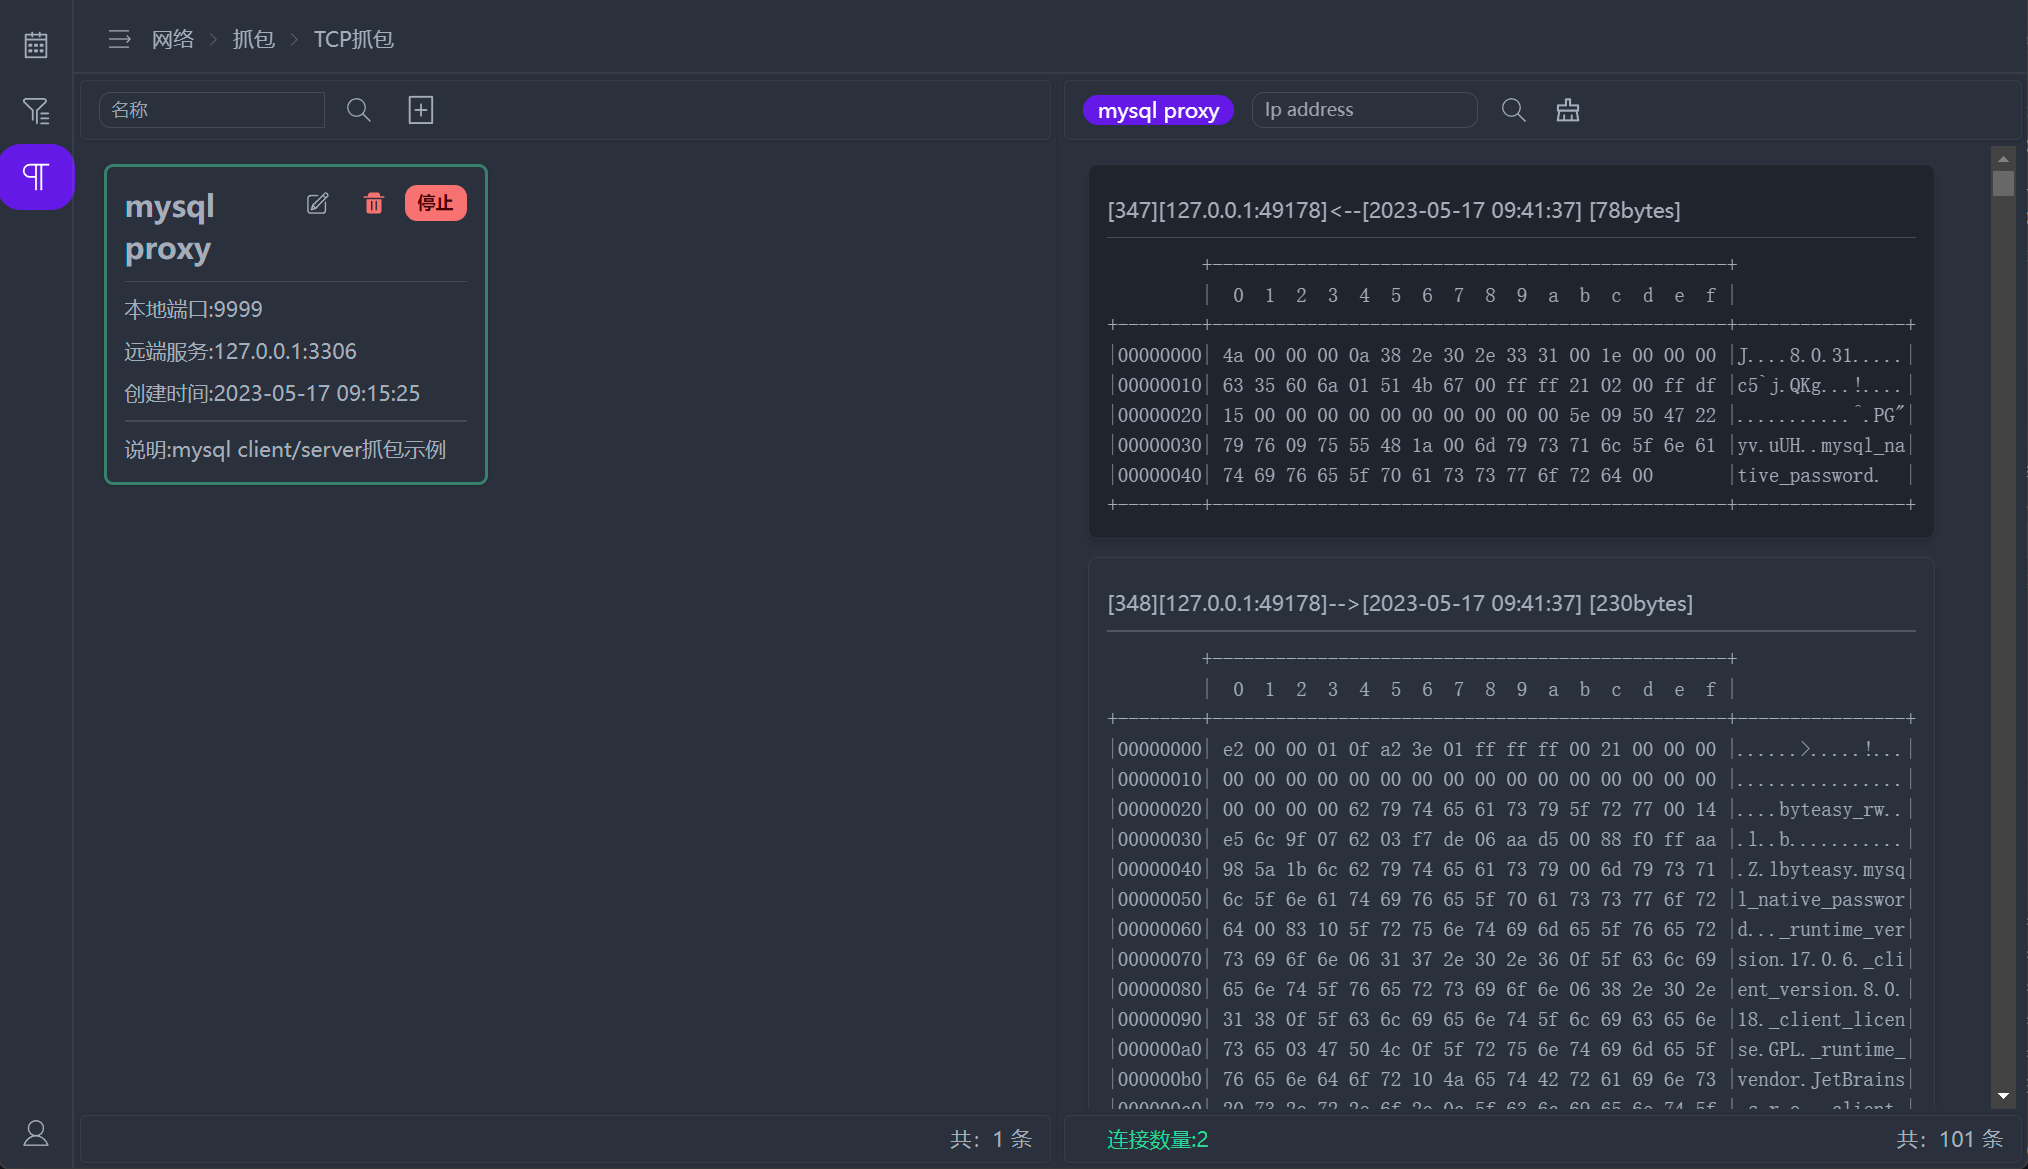 网络 > 抓包 > TCP抓包
名称
mysql proxy
Ip address
mysql
proxy
停止
本地端口:9999
远端服务:127.0.0.1:3306
创建时间:2023-05-17 09:15:25
说明:mysql client/server抓包示例
共: 1 条
[347][127.0.0.1:49178]<--[2023-05-17 09:41:37] [78bytes]
+-------------------------------------------------+
| 0 1 2 3 4 5 6 7 8 9 a b c d e f |
+--------+-------------------------------------------------+----------------+
|00000000| 4a 00 00 00 0a 38 2e 30 2e 33 31 00 1e 00 00 00 |J....8.0.31.....|
|00000010| 63 35 60 6a 01 51 4b 67 00 ff ff 21 02 00 ff df |c5`j.QKg...!....|
|00000020| 15 00 00 00 00 00 00 00 00 00 00 5e 09 50 47 22 |...........^.PG"|
|00000030| 79 76 09 75 55 48 1a 00 6d 79 73 71 6c 5f 6e 61 |yv.uUH..mysql_na|
|00000040| 74 69 76 65 5f 70 61 73 73 77 6f 72 64 00 |tive_password. |
+--------+-------------------------------------------------+----------------+
[348][127.0.0.1:49178]-->[2023-05-17 09:41:37] [230bytes]
+-------------------------------------------------+
| 0 1 2 3 4 5 6 7 8 9 a b c d e f |
+--------+-------------------------------------------------+----------------+
|00000000| e2 00 00 01 0f a2 3e 01 ff ff ff 00 21 00 00 00 |......>.....!...|
|00000010| 00 00 00 00 00 00 00 00 00 00 00 00 00 00 00 00 |................|
|00000020| 00 00 00 00 62 79 74 65 61 73 79 5f 72 77 00 14 |....byteasy_rw..|
|00000030| e5 6c 9f 07 62 03 f7 de 06 aa d5 00 88 f0 ff aa |.l..b...........|
|00000040| 98 5a 1b 6c 62 79 74 65 61 73 79 00 6d 79 73 71 |.Z.lbyteasy.mysq|
|00000050| 6c 5f 6e 61 74 69 76 65 5f 70 61 73 73 77 6f 72 |l_native_passwor|
|00000060| 64 00 83 10 5f 72 75 6e 74 69 6d 65 5f 76 65 72 |d..._runtime_ver|
|00000070| 73 69 6f 6e 06 31 37 2e 30 2e 36 0f 5f 63 6c 69 |sion.17.0.6._cli|
|00000080| 65 6e 74 5f 76 65 72 73 69 6f 6e 06 38 2e 30 2e |ent_version.8.0.|
|00000090| 31 38 0f 5f 63 6c 69 65 6e 74 5f 6c 69 63 65 6e |18._client_licen|
|000000a0| 73 65 03 47 50 4c 0f 5f 72 75 6e 74 69 6d 65 5f |se.GPL._runtime_|
|000000b0| 76 65 6e 64 6f 72 10 4a 65 74 42 72 61 69 6e 73 |vendor.JetBrains|
连接数量:2
共: 101 条